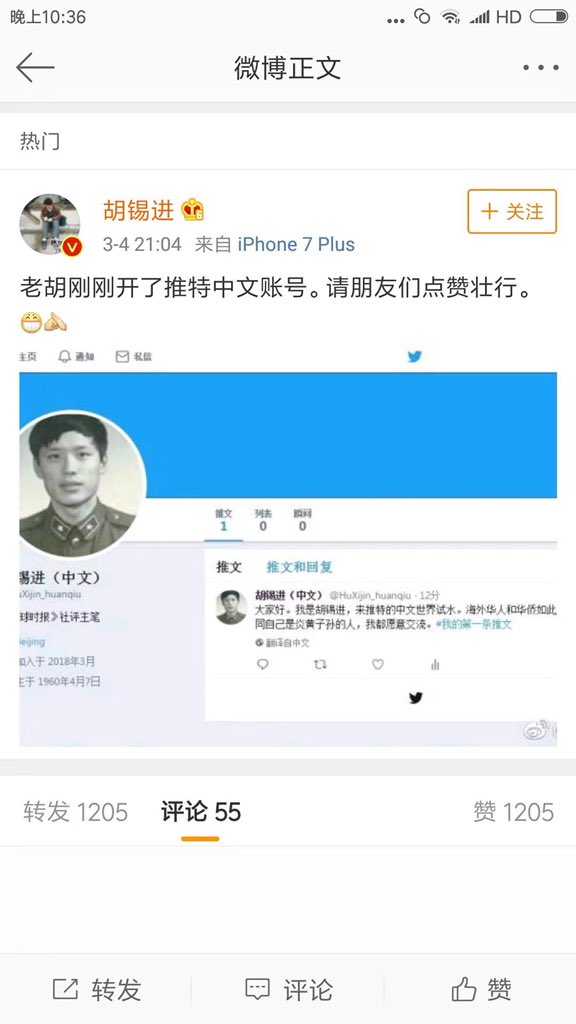 晚上10:36
HD
微博正文
热门
胡锡进
+ 关注
3-4 21:04 来自 iPhone 7 Plus
老胡刚刚开了推特中文账号。请朋友们点赞壮行。
主页 通知 私信
推文 列表 瞬间
1 0 0
推文 推文和回复
胡锡进（中文） @HuXijin_huanqiu · 12分
大家好。我是胡锡进，来推特的中文世界试水。海外华人和华侨如此
同自己是炎黄子孙的人，我都愿意交流。#我的第一条推文
翻译自中文
锡进（中文）
uXijin_huanqiu
球时报》社评主笔
Beijing
加入于 2018年3月
生于 1960年4月7日
转发 1205 评论 55 赞 1205
转发 评论 赞